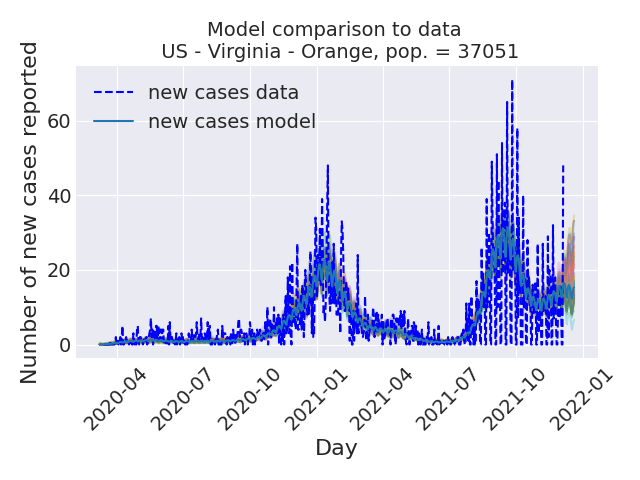 Model comparison to data
US - Virginia - Orange, pop. = 37051
new cases data
new cases model
Number of new cases reported
60
40
20
0
2020-04
2020-07
2020-10
2021-01
2021-04
2021-07
2021-10
2022-01
Day